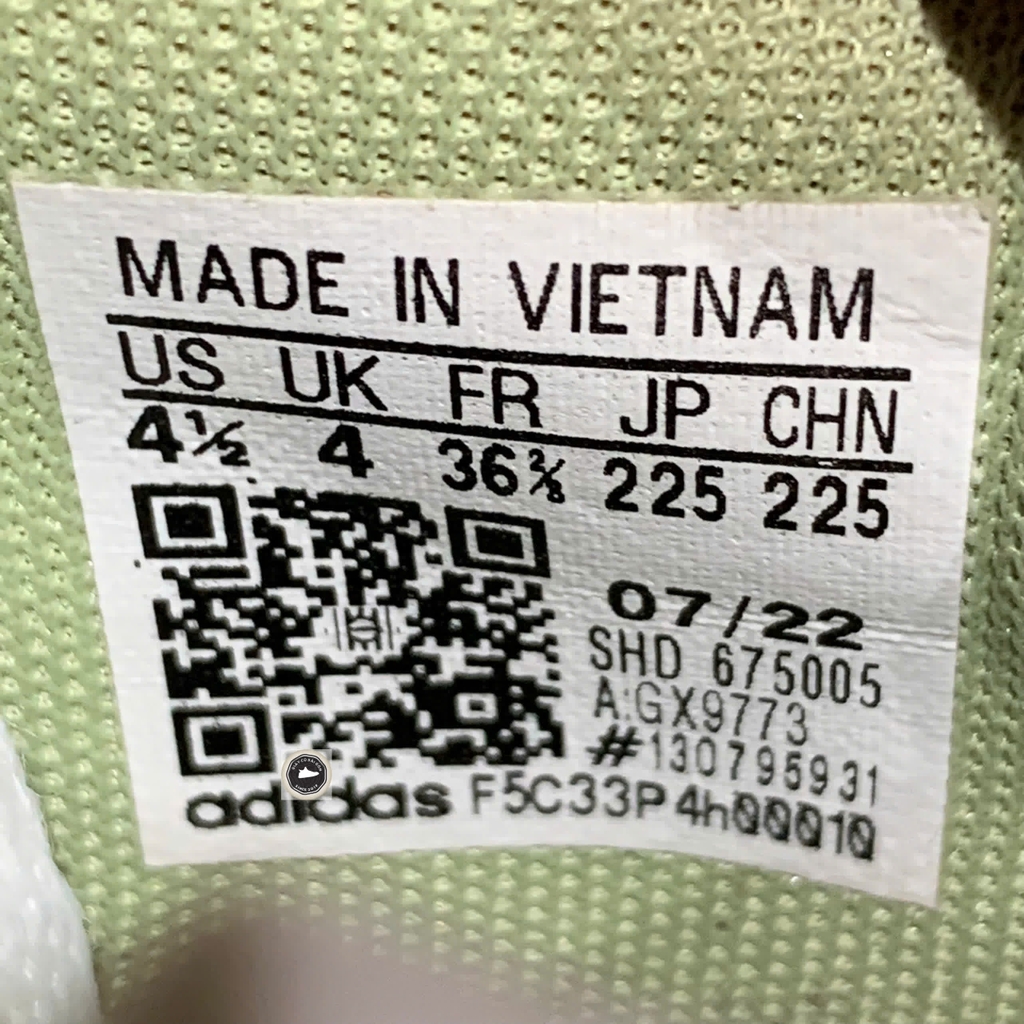 MADE IN VIETNAM
US UK FR JP CHN
4½ 4 36⅔ 225 225
07/22
SHD 675005
A:GX9773
#130795931
adidas F5C33P4h00010